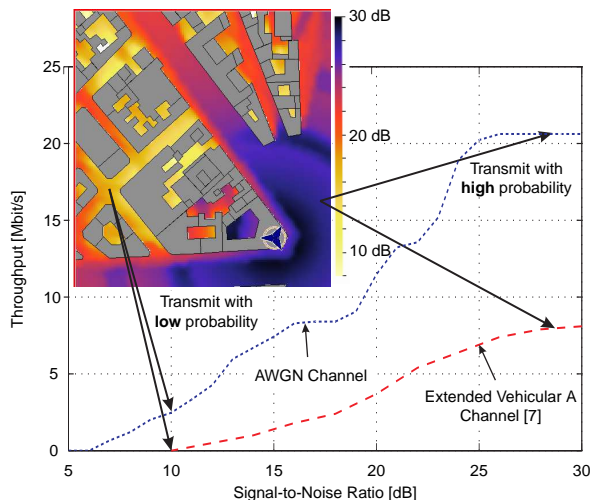 30 dB
20 dB
10 dB
25
20
15
10
5
0
Throughput [Mbit/s]
Transmit with
high probability
Transmit with
low probability
AWGN Channel
Extended Vehicular A
Channel [7]
5
10
15
20
25
30
Signal-to-Noise Ratio [dB]